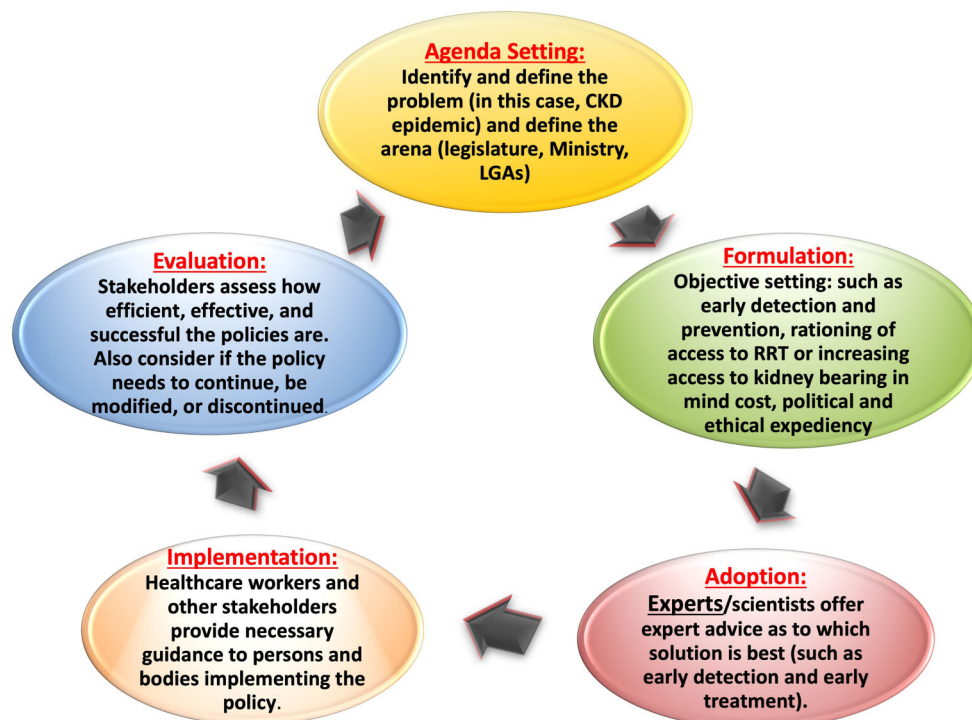 Agenda Setting:
Identify and define the
problem (in this case, CKD
epidemic) and define the
arena (legislature, Ministry,
LGAs)
Formulation:
Objective setting: such as
early detection and
prevention, rationing of
access to RRT or increasing
access to kidney bearing in
mind cost, political and
ethical expediency
Adoption:
Experts/scientists offer
expert advice as to which
solution is best (such as
early detection and early
treatment).
Implementation:
Healthcare workers and
other stakeholders
provide necessary
guidance to persons and
bodies implementing the
policy.
Evaluation:
Stakeholders assess how
efficient, effective, and
successful the policies are.
Also consider if the policy
needs to continue, be
modified, or discontinued.